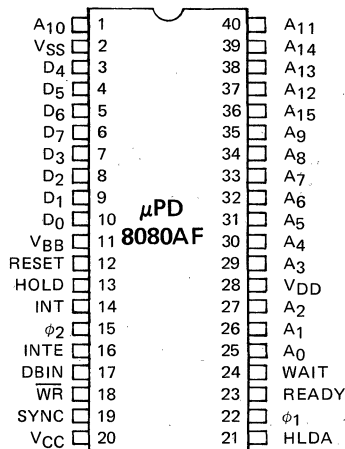 A10 1 40 A11
VSS 2 39 A14
D4 3 38 A13
D5 4 37 A12
D6 5 36 A15
D7 6 35 A9
D3 7 34 A8
D2 8 33 A7
D1 9 32 A6
D0 10 31 A5
VBB 11 30 A4
RESET 12 29 A3
HOLD 13 28 VDD
INT 14 27 A2
ϕ2 15 26 A1
INTE 16 25 A0
DBIN 17 24 WAIT
W̅R̅ 18 23 READY
SYNC 19 22 ϕ1
VCC 20 21 HLDA
μPD
8080AF